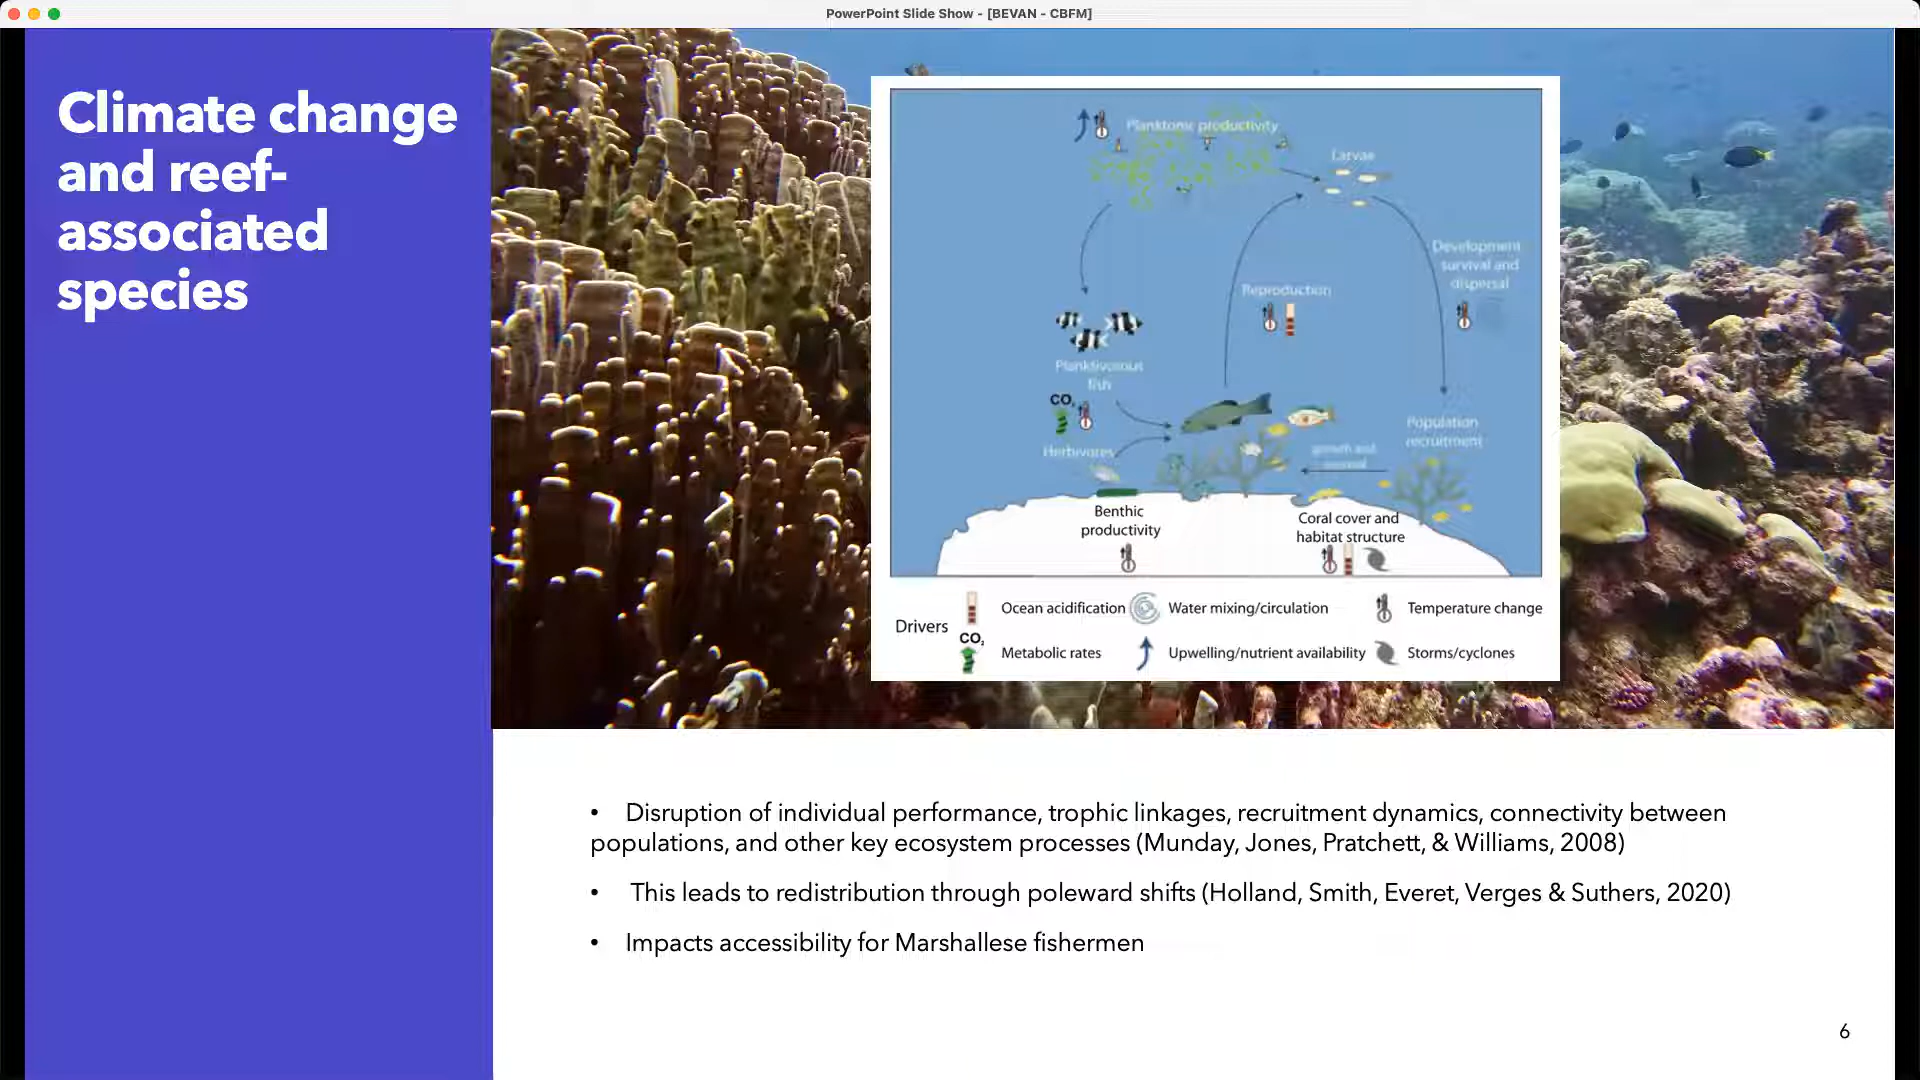 PowerPoint Slide Show - [BEVAN - CBFM]
Climate change
and reef-
associated
species
Planktonic productivity
Larvae
Development
survival and
dispersal
Reproduction
Planktivorous
fish
CO₂
Population
recruitment
Herbivores
growth and
survival
Benthic
productivity
Coral cover and
habitat structure
Drivers
Ocean acidification
Water mixing/circulation
Temperature change
CO₂
Metabolic rates
Upwelling/nutrient availability
Storms/cyclones
• Disruption of individual performance, trophic linkages, recruitment dynamics, connectivity between
populations, and other key ecosystem processes (Munday, Jones, Pratchett, & Williams, 2008)
• This leads to redistribution through poleward shifts (Holland, Smith, Everet, Verges & Suthers, 2020)
• Impacts accessibility for Marshallese fishermen
6